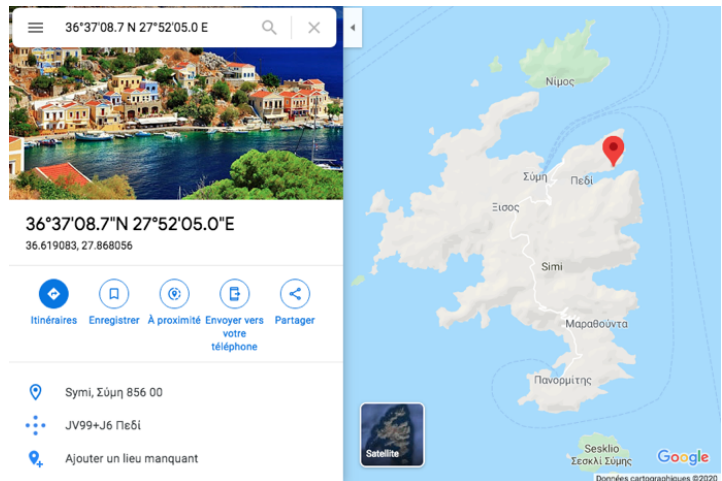 36°37'08.7 N 27°52'05.0 E
36°37'08.7"N 27°52'05.0"E
36.619083, 27.868056
Itinéraires
Enregistrer
À proximité
Envoyer vers
votre
téléphone
Partager
Symi, Σύμη 856 00
JV99+J6 Πεδί
Ajouter un lieu manquant
Νίμος
Σύμη
Πεδί
Ξισος
Simi
Μαραθούντα
Πανορμίτης
Satellite
Sesklio
Σεσκλί Σύμης
Google
Données cartographiques ©2020